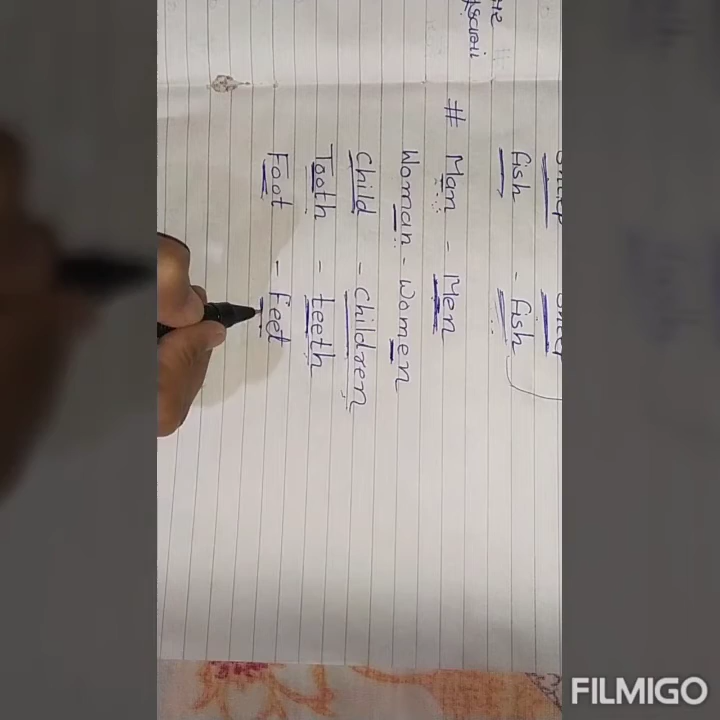 fish - fish
# Man - Men
Woman - Women
Child - Children
Tooth - teeth
Foot - Feet
FILMIGO